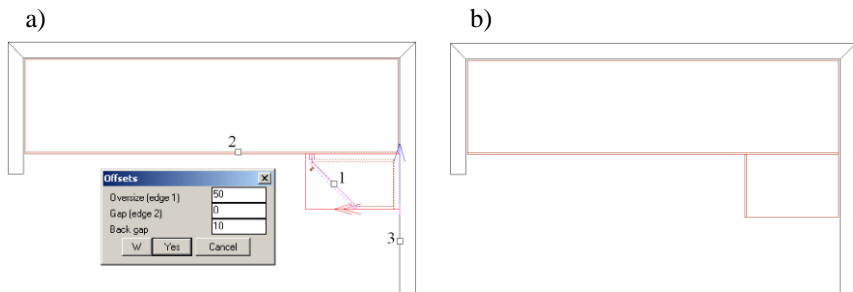 a)
b)
2
1
3
Offsets
Oversize (edge 1) 50
Gap (edge 2) 0
Back gap 10
W Yes Cancel